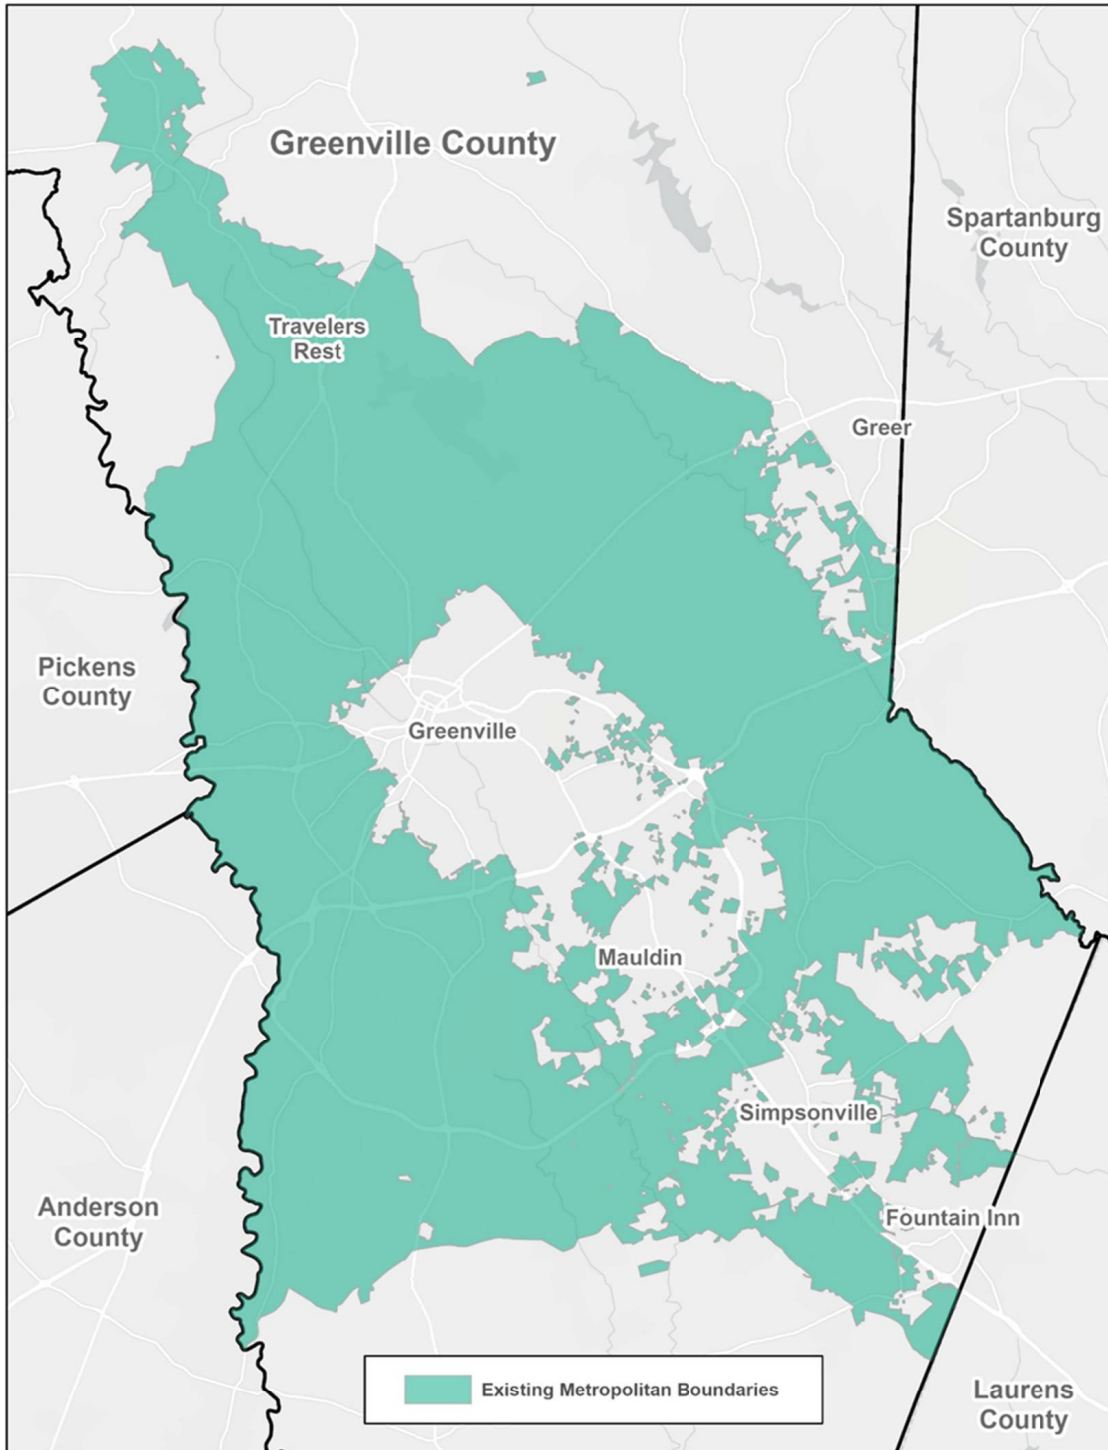 Greenville County
Spartanburg
County
Travelers
Rest
Greer
Pickens
County
Greenville
Mauldin
Simpsonville
Anderson
County
Fountain Inn
Existing Metropolitan Boundaries
Laurens
County